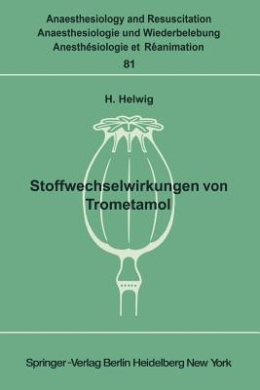 Anaesthesiology and Resuscitation
Anaesthesiologie und Wiederbelebung
Anesthésiologie et Réanimation
81
H. Helwig
Stoffwechselwirkungen von
Trometamol
Springer-Verlag Berlin Heidelberg New York